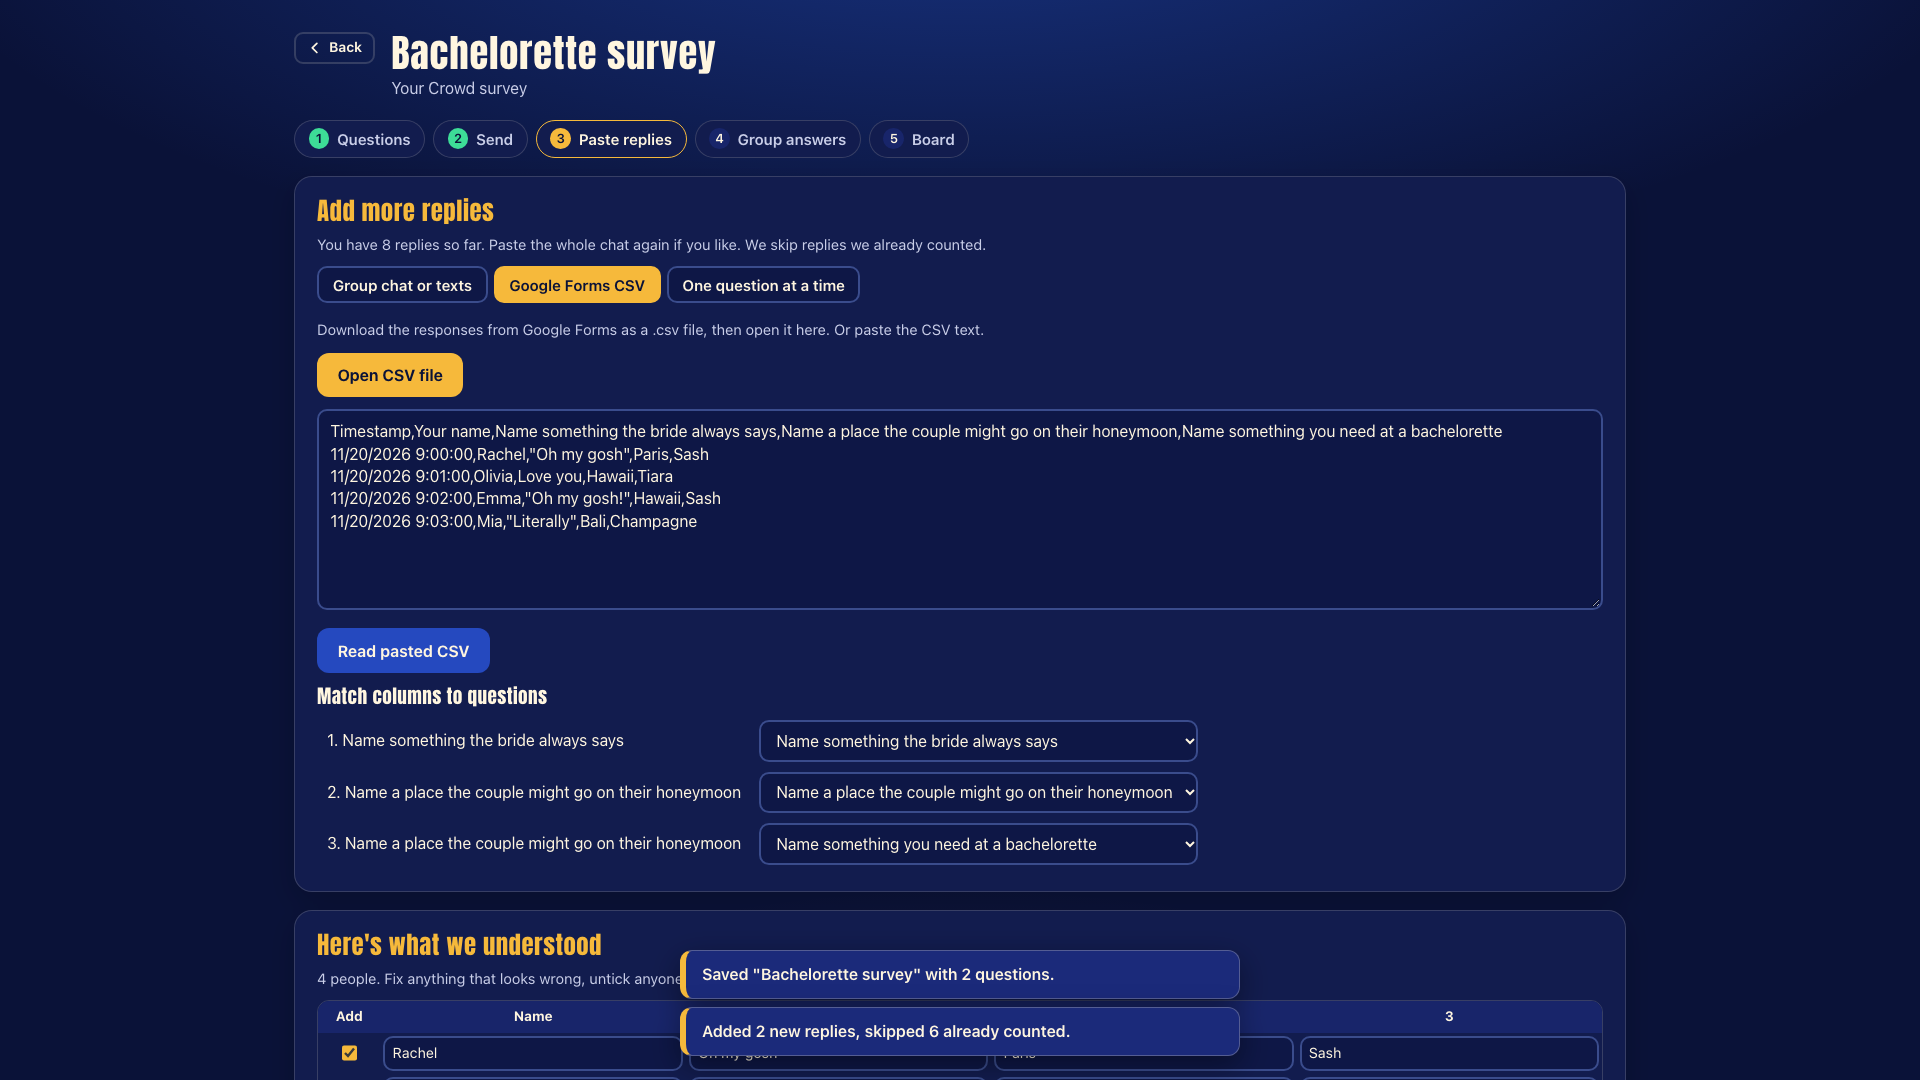 Back
Bachelorette survey
Your Crowd survey
1 Questions
2 Send
3 Paste replies
4 Group answers
5 Board
Add more replies
You have 8 replies so far. Paste the whole chat again if you like. We skip replies we already counted.
Group chat or texts
Google Forms CSV
One question at a time
Download the responses from Google Forms as a .csv file, then open it here. Or paste the CSV text.
Open CSV file
Timestamp,Your name,Name something the bride always says,Name a place the couple might go on their honeymoon,Name something you need at a bachelorette
11/20/2026 9:00:00,Rachel,"Oh my gosh",Paris,Sash
11/20/2026 9:01:00,Olivia,Love you,Hawaii,Tiara
11/20/2026 9:02:00,Emma,"Oh my gosh!",Hawaii,Sash
11/20/2026 9:03:00,Mia,"Literally",Bali,Champagne
Read pasted CSV
Match columns to questions
1. Name something the bride always says
Name something the bride always says
2. Name a place the couple might go on their honeymoon
Name a place the couple might go on their honeymoon
3. Name a place the couple might go on their honeymoon
Name something you need at a bachelorette
Here's what we understood
4 people. Fix anything that looks wrong, untick anyone
Saved "Bachelorette survey" with 2 questions.
Add Name 3
Added 2 new replies, skipped 6 already counted.
Rachel
Sash